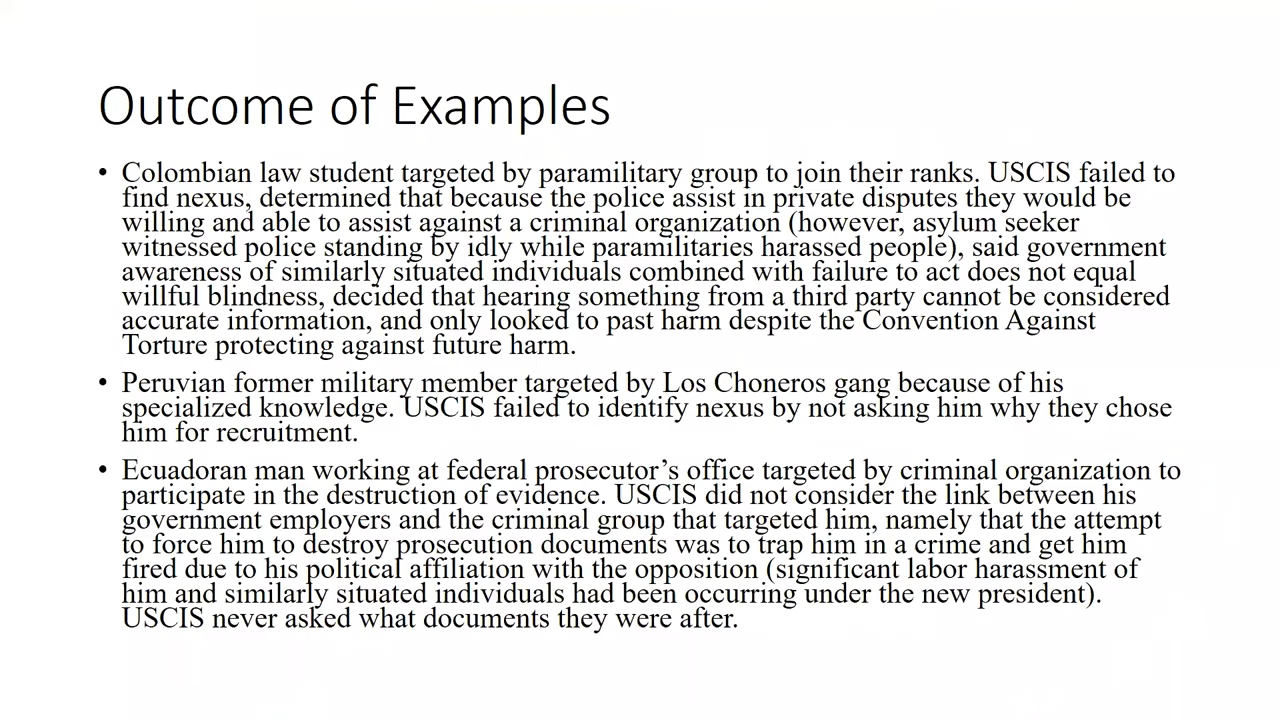 Outcome of Examples
• Colombian law student targeted by paramilitary group to join their ranks. USCIS failed to
find nexus, determined that because the police assist in private disputes they would be
willing and able to assist against a criminal organization (however, asylum seeker
witnessed police standing by idly while paramilitaries harassed people), said government
awareness of similarly situated individuals combined with failure to act does not equal
willful blindness, decided that hearing something from a third party cannot be considered
accurate information, and only looked to past harm despite the Convention Against
Torture protecting against future harm.
• Peruvian former military member targeted by Los Choneros gang because of his
specialized knowledge. USCIS failed to identify nexus by not asking him why they chose
him for recruitment.
• Ecuadoran man working at federal prosecutor’s office targeted by criminal organization to
participate in the destruction of evidence. USCIS did not consider the link between his
government employers and the criminal group that targeted him, namely that the attempt
to force him to destroy prosecution documents was to trap him in a crime and get him
fired due to his political affiliation with the opposition (significant labor harassment of
him and similarly situated individuals had been occurring under the new president).
USCIS never asked what documents they were after.